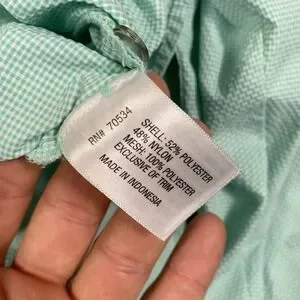 RN# 70534
SHELL: 52% POLYESTER
48% NYLON
MESH: 100% POLYESTER
EXCLUSIVE OF TRIM
MADE IN INDONESIA